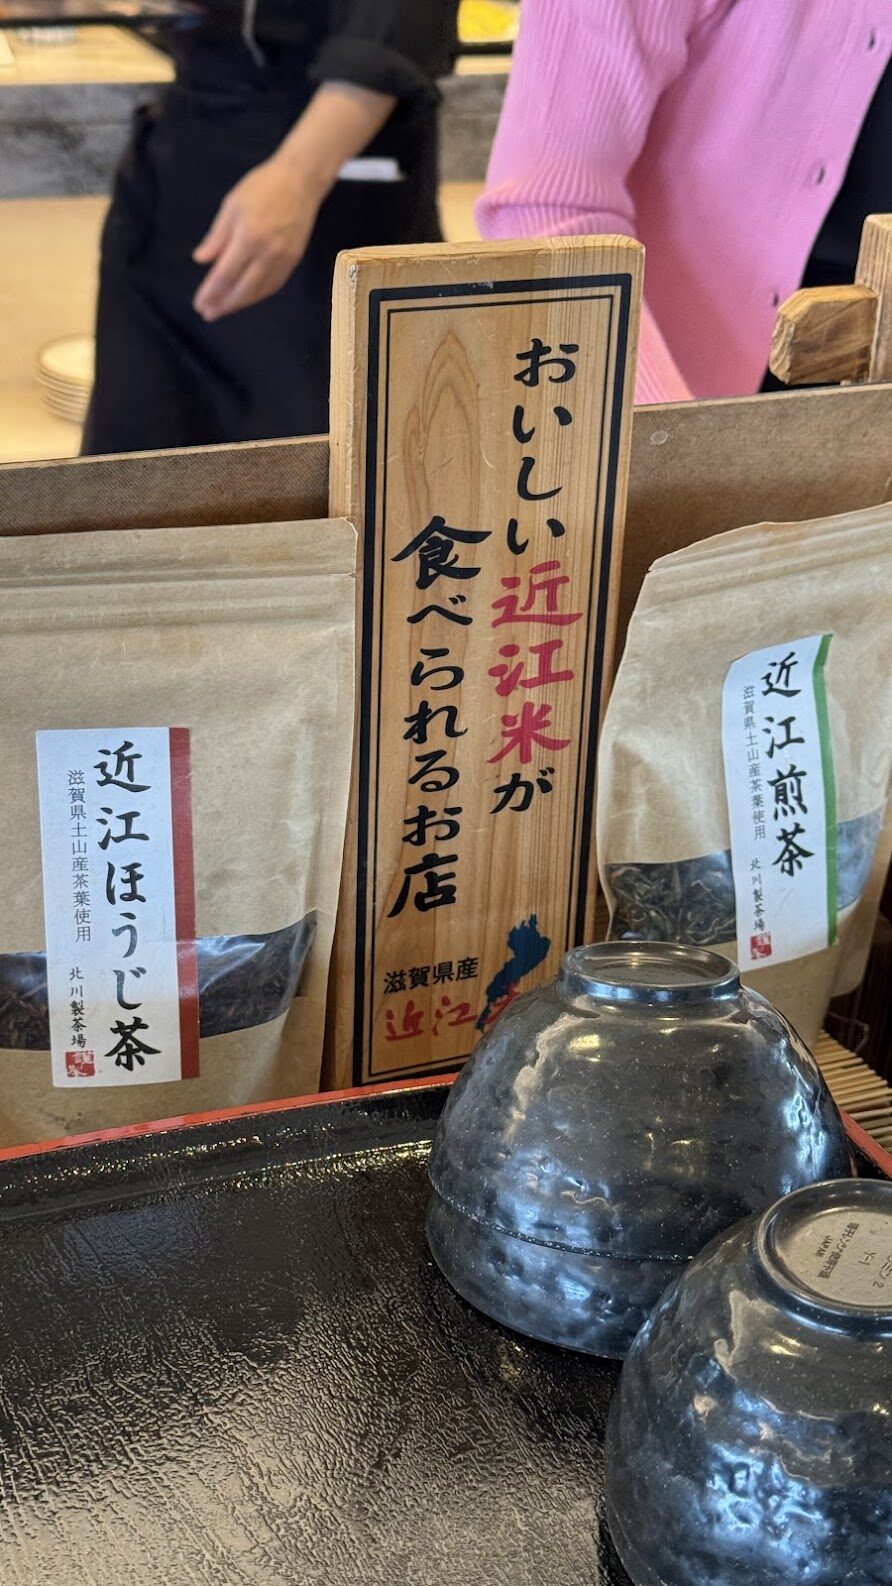 おいしい近江米が
食べられるお店
滋賀県産
近江
近江ほうじ茶
滋賀県土山産茶葉使用
北川製茶場
近江煎茶
滋賀県土山産茶葉使用
北川製茶場